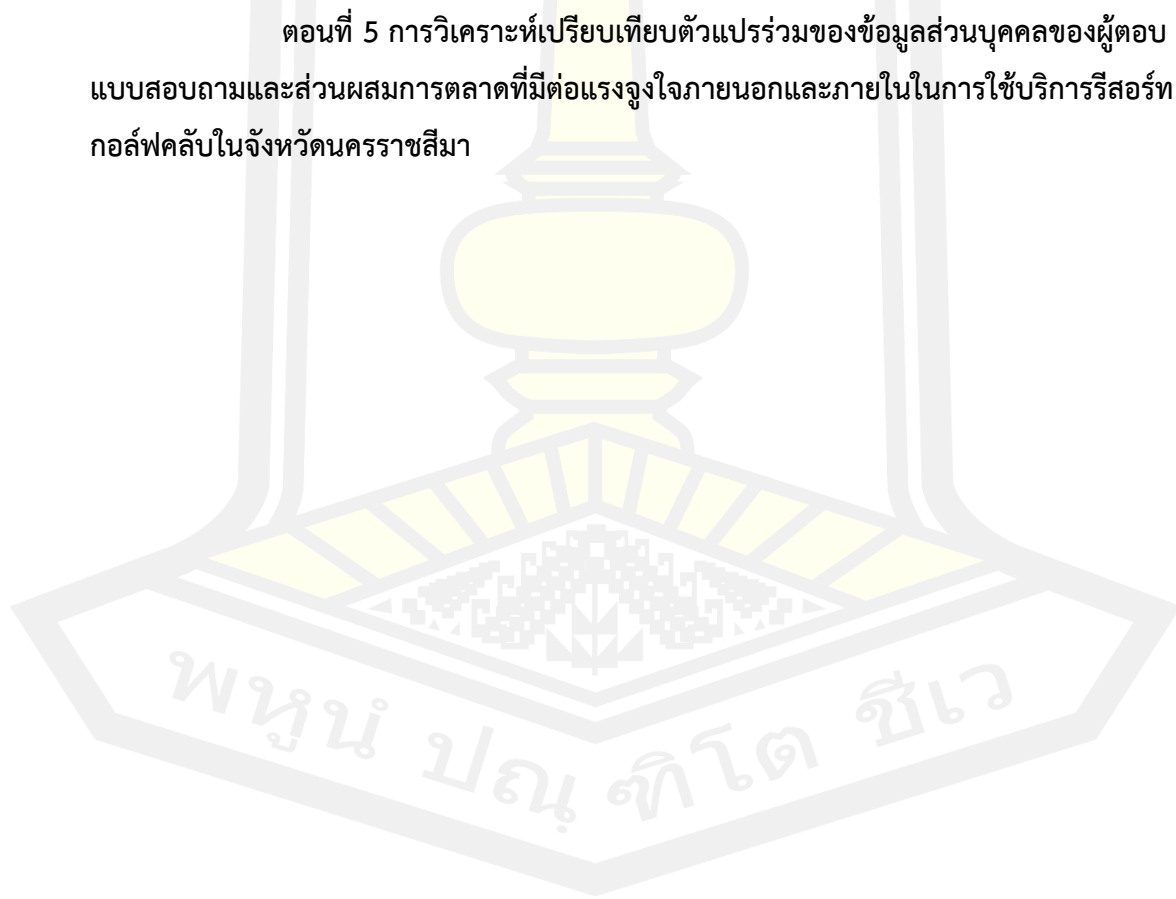 ตอนที่ 5 การวิเคราะห์เปรียบเทียบตัวแปรร่วมของข้อมูลส่วนบุคคลของผู้ตอบ
แบบสอบถามและส่วนผสมการตลาดที่มีต่อแรงจูงใจภายนอกและภายในในการใช้บริการรีสอร์ท
กอล์ฟคลับในจังหวัดนครราชสีมา
พหูนํ ปณฺ ฑิโต ชีเว